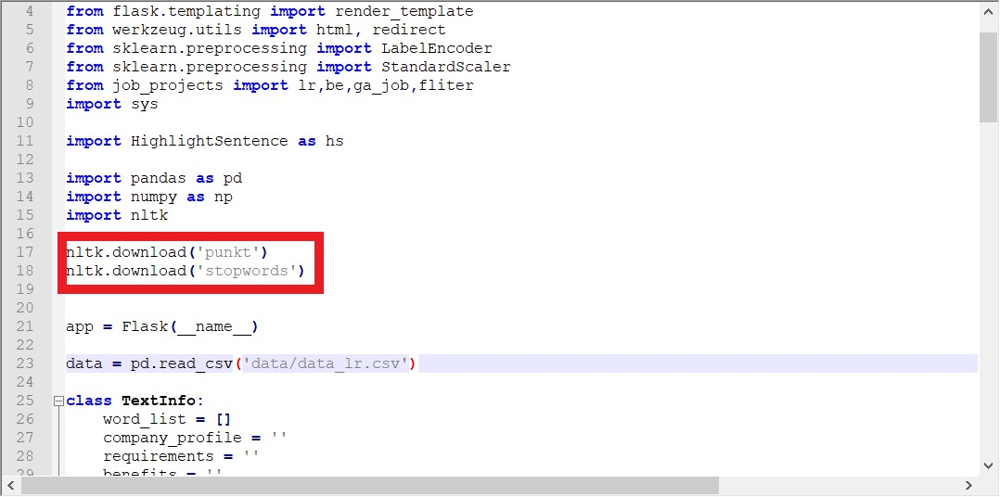 4 from flask.templating import render_template
5 from werkzeug.utils import html, redirect
6 from sklearn.preprocessing import LabelEncoder
7 from sklearn.preprocessing import StandardScaler
8 from job_projects import lr,be,ga_job,fliter
9 import sys
10
11 import HighlightSentence as hs
12
13 import pandas as pd
14 import numpy as np
15 import nltk
16
17 nltk.download('punkt')
18 nltk.download('stopwords')
19
20
21 app = Flask(__name__)
22
23 data = pd.read_csv('data/data_lr.csv')
24
25 class TextInfo:
26     word_list = []
27     company_profile = ''
28     requirements = ''
29     benefits = ''